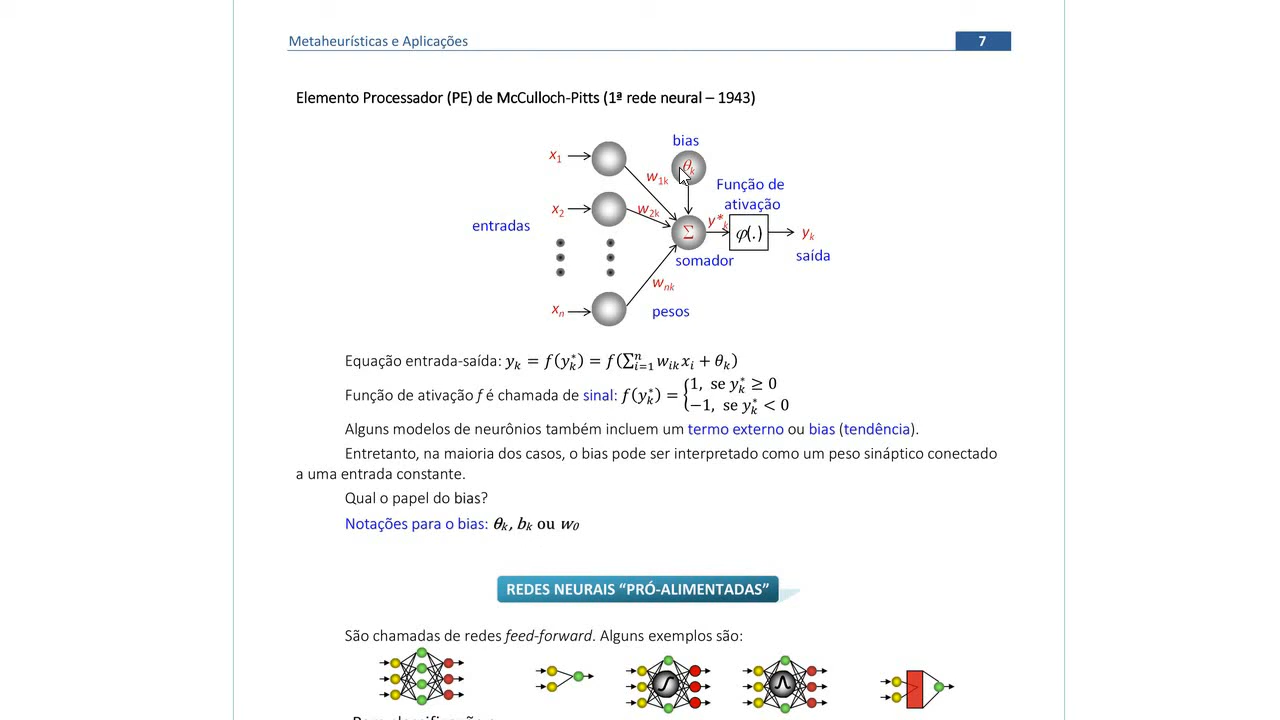 Metaheurísticas e Aplicações 7
Elemento Processador (PE) de McCulloch-Pitts (1ª rede neural – 1943)
bias
x1
θk
w1k
Função de
ativação
x2
w2k
y*k
entradas
Σ
φ(.)
yk
somador
saída
wnk
xn
pesos
Equação entrada-saída: yₖ = f(yₖ*) = f(∑ⁿᵢ₌₁ wᵢₖxᵢ + θₖ)
Função de ativação f é chamada de sinal: f(yₖ*) = {1, se yₖ* ≥ 0
−1, se yₖ* < 0
Alguns modelos de neurônios também incluem um termo externo ou bias (tendência).
Entretanto, na maioria dos casos, o bias pode ser interpretado como um peso sináptico conectado
a uma entrada constante.
Qual o papel do bias?
Notações para o bias: θk, bk ou w0
REDES NEURAIS “PRÓ-ALIMENTADAS”
São chamadas de redes feed-forward. Alguns exemplos são: